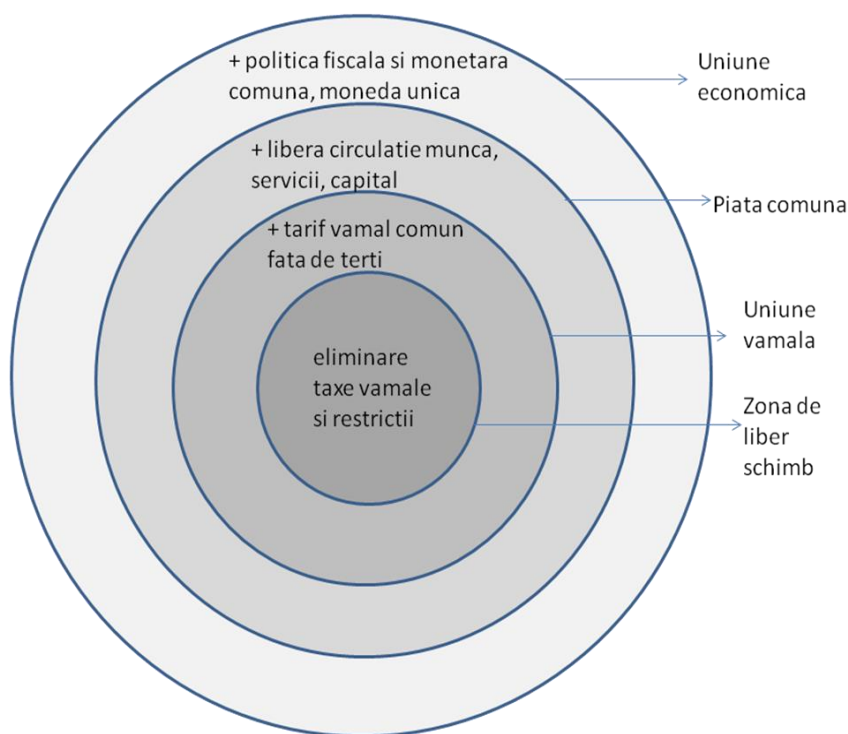 + politica fiscala si monetara
comuna, moneda unica
Uniune
economica
+ libera circulatie munca,
servicii, capital
Piata comuna
+ tarif vamal comun
fata de terti
Uniune
vamala
eliminare
taxe vamale
si restrictii
Zona de
liber
schimb